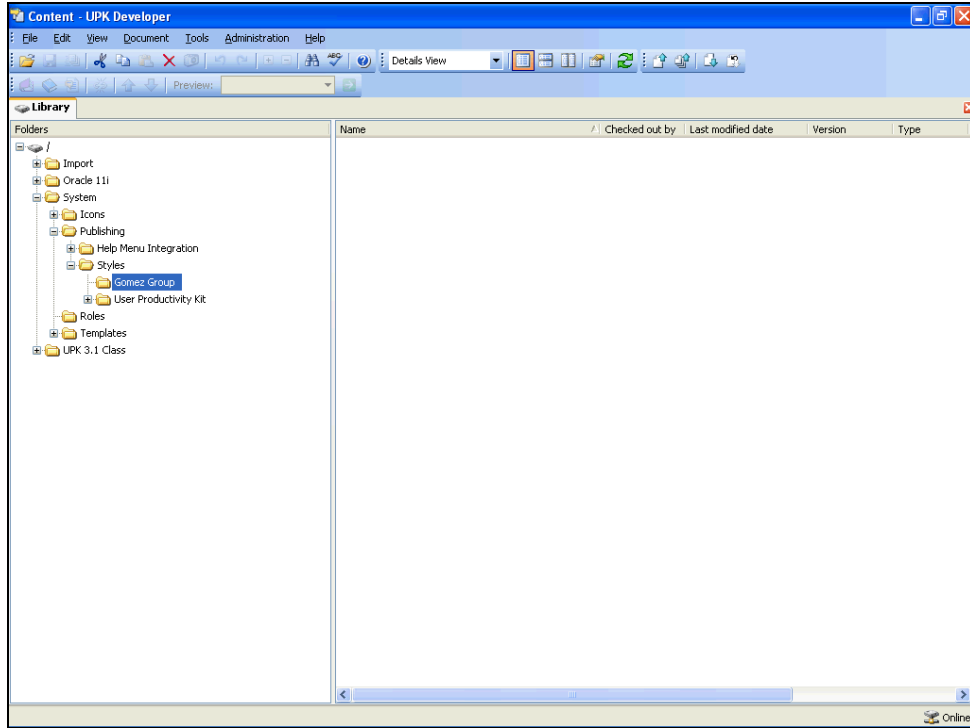 Content - UPK Developer
File Edit View Document Tools Administration Help
ABC Details View
Preview:
Library
Folders
Name Checked out by Last modified date Version Type
/
Import
Oracle 11i
System
Icons
Publishing
Help Menu Integration
Styles
Gomez Group
User Productivity Kit
Roles
Templates
UPK 3.1 Class
Online